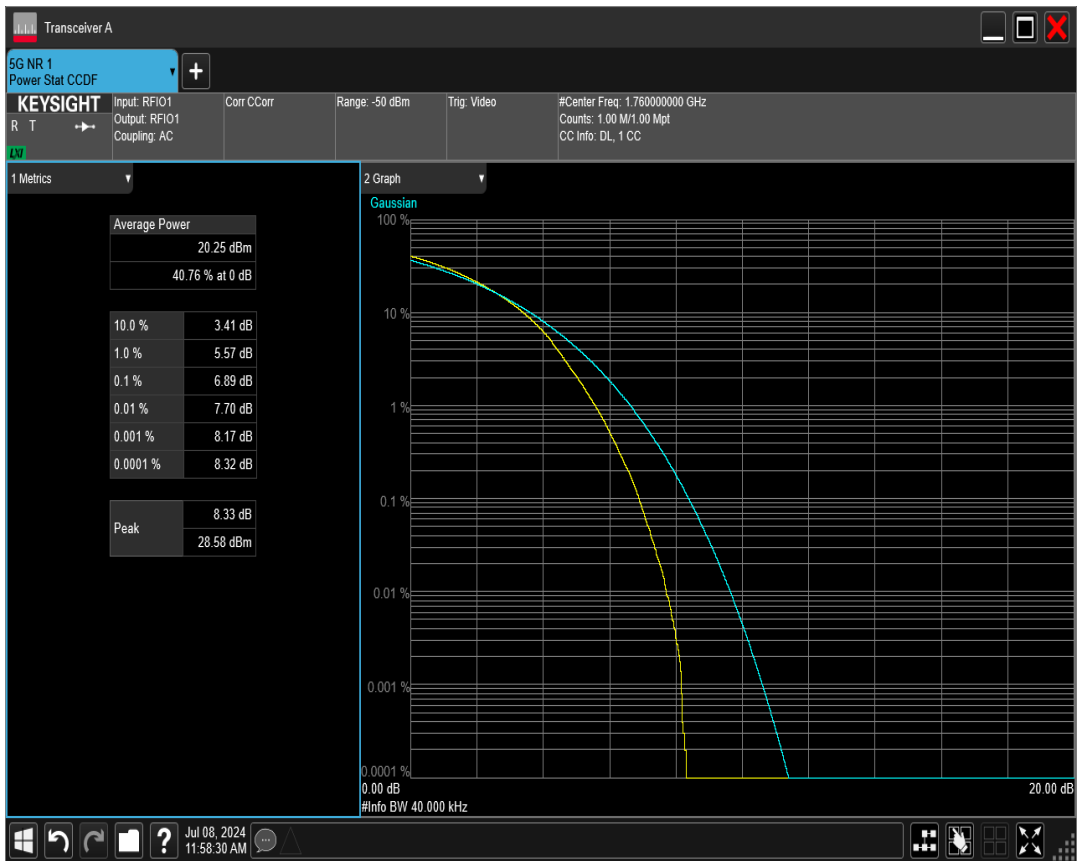 Transceiver A
5G NR 1
Power Stat CCDF
KEYSIGHT
R T
LXI
Input: RFIO1
Output: RFIO1
Coupling: AC
Corr CCorr
Range: -50 dBm
Trig: Video
#Center Freq: 1.760000000 GHz
Counts: 1.00 M/1.00 Mpt
CC Info: DL, 1 CC
1 Metrics
Average Power
20.25 dBm
40.76 % at 0 dB
10.0 % 3.41 dB
1.0 % 5.57 dB
0.1 % 6.89 dB
0.01 % 7.70 dB
0.001 % 8.17 dB
0.0001 % 8.32 dB
Peak
8.33 dB
28.58 dBm
2 Graph
Gaussian
100 %
10 %
1 %
0.1 %
0.01 %
0.001 %
0.0001 %
0.00 dB 20.00 dB
#Info BW 40.000 kHz
?
Jul 08, 2024
11:58:30 AM